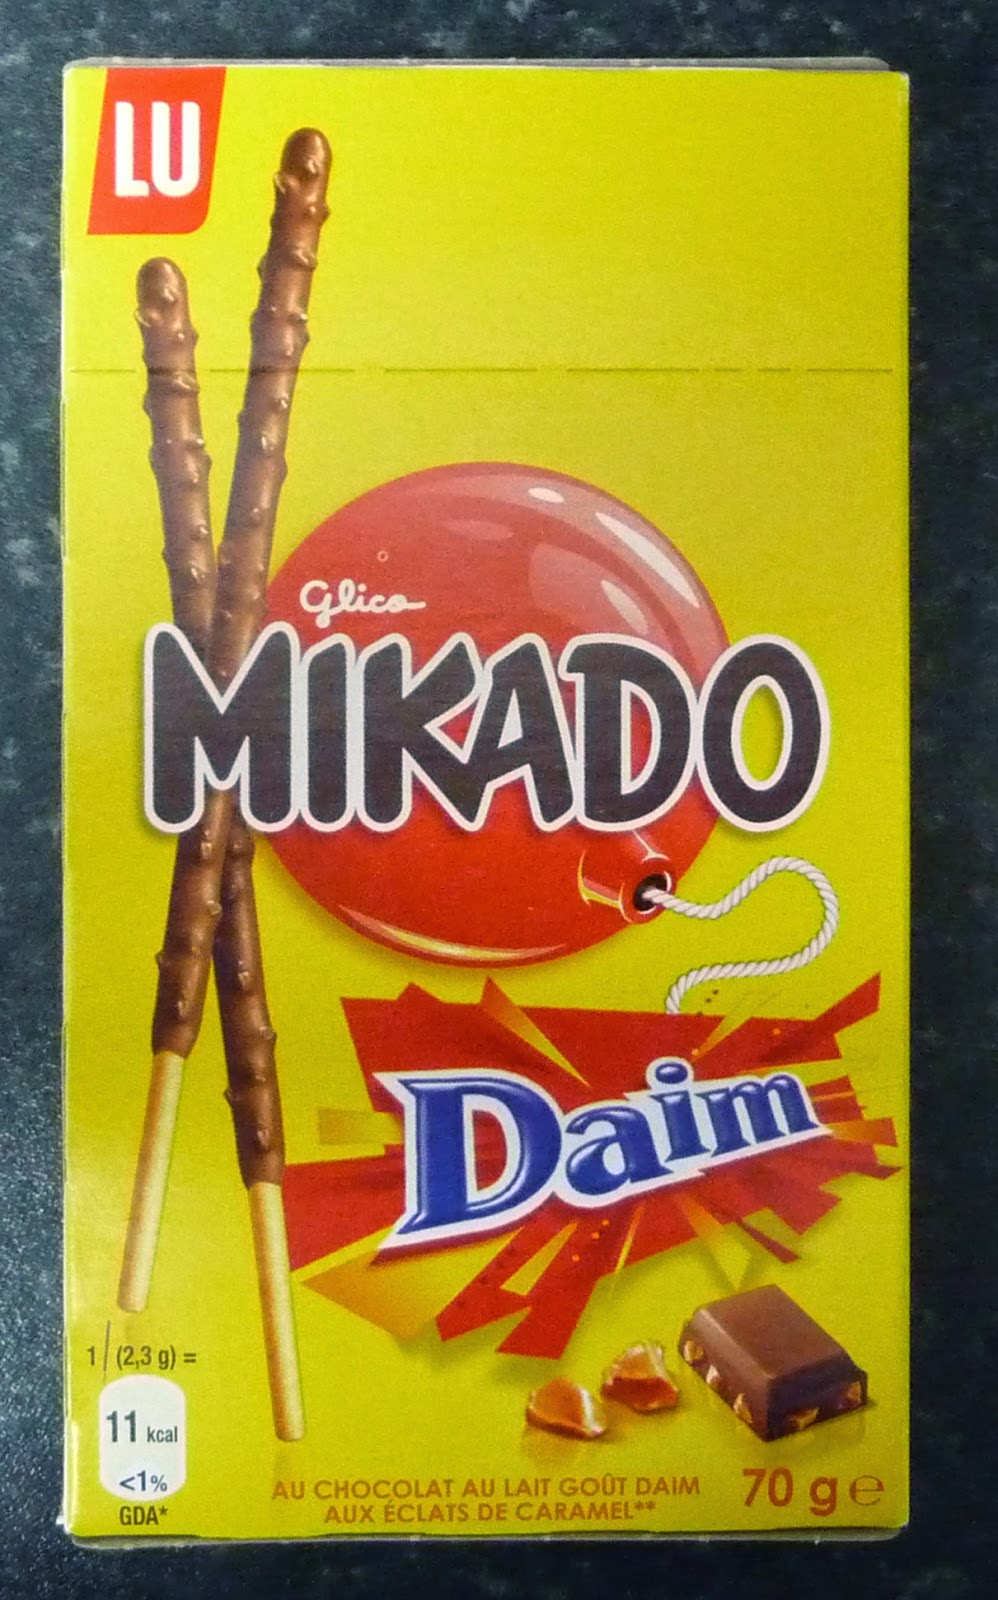 LU
Glico
MIKADO
Daim
1 (2,3 g) =
11 kcal
<1%
GDA*
AU CHOCOLAT AU LAIT GOÛT DAIM
AUX ÉCLATS DE CARAMEL**
70 g ℮